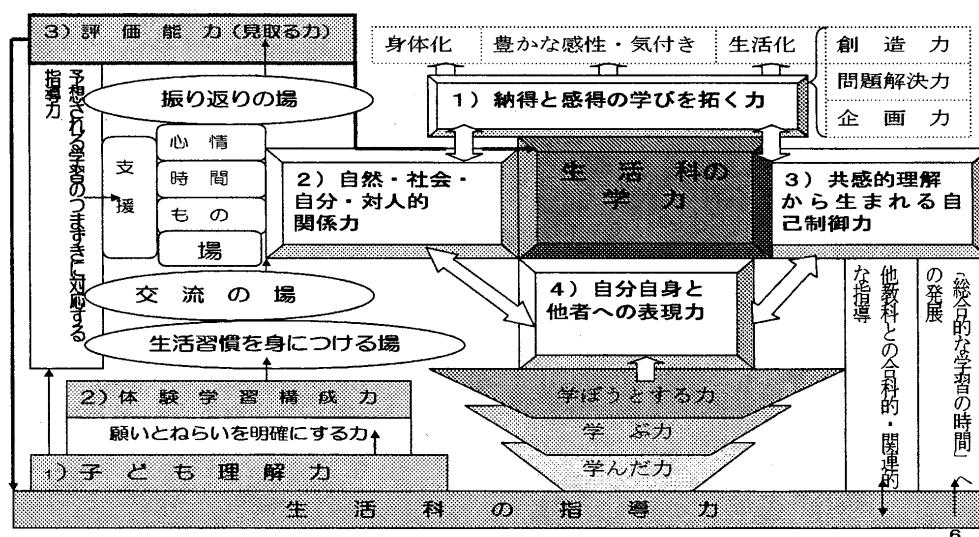 3）評価能力（見取る力）
身体化
豊かな感性・気付き
生活化
創造力
問題解決力
企画力
1）納得と感得の学びを拓く力
予想される学習のつまずきに対応する
指導力
振り返りの場
支援
心情
時間
もの
場
2）自然・社会・
自分・対人的
関係力
生活科の
学力
3）共感的理解
から生まれる自
己制御力
交流の場
4）自分自身と
他者への表現力
生活習慣を身につける場
2）体験学習構成力
願いとねらいを明確にする力
1）子ども理解力
学ぼうとする力
学ぶ力
学んだ力
他教科との合科的・関連的
な指導
「総合的な学習の時間」へ
の発展
生活科の指導力
6